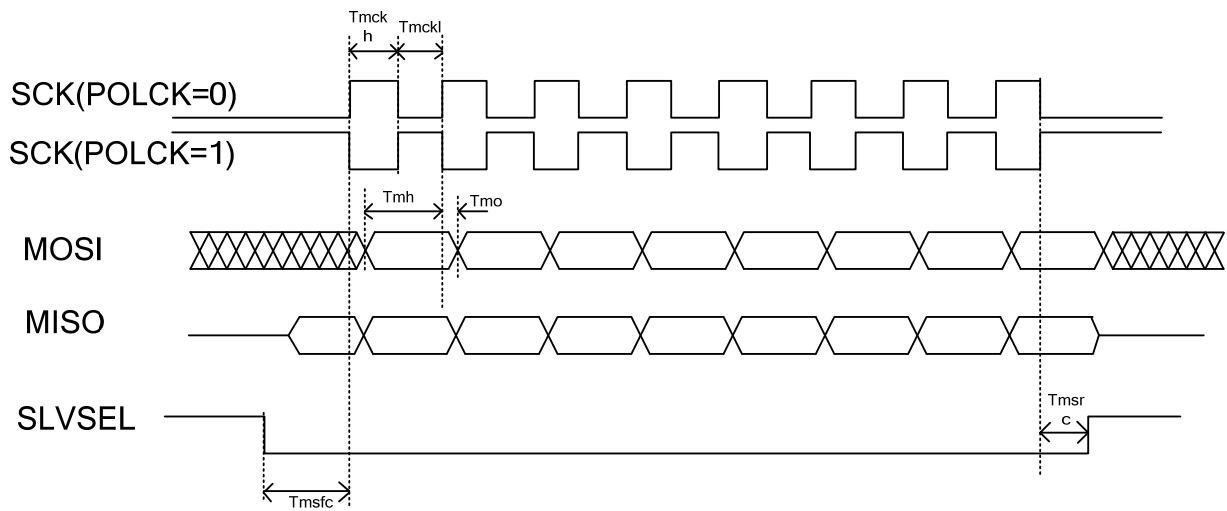 Tmck
h
Tmckl
SCK(POLCK=0)
SCK(POLCK=1)
Tmh
Tmo
MOSI
MISO
SLVSEL
Tmsr
c
Tmsfc